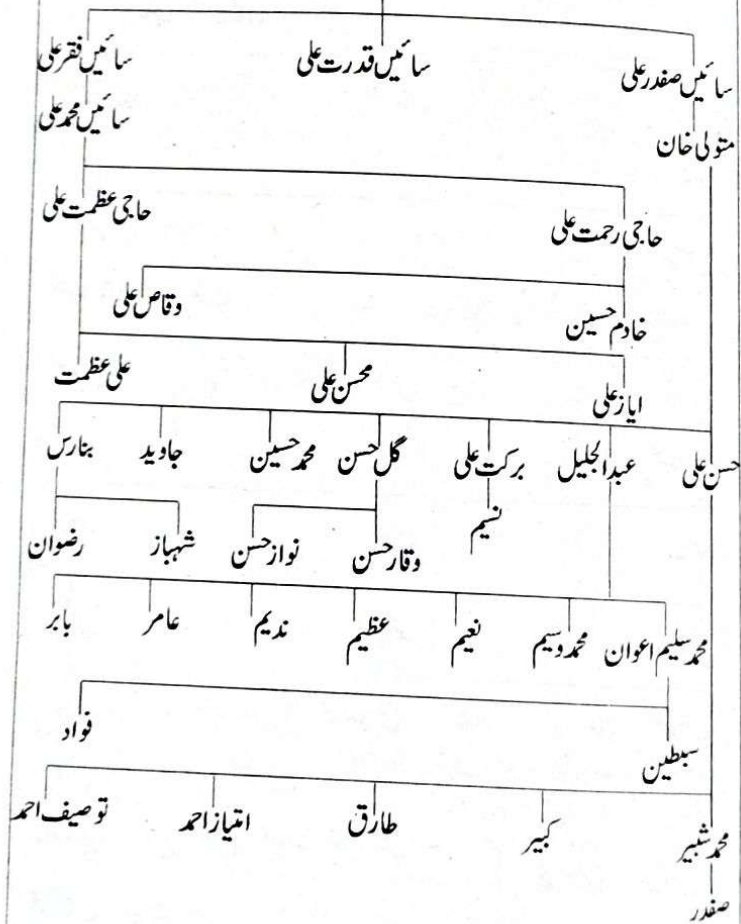 سائیں صفدر علی سائیں قدرت علی سائیں فقر علی
متولی خان سائیں محمد علی
حاجی رحمت علی حاجی عظمت علی
خادم حسین وقاص علی
ایاز علی محسن علی علی عظمت
حسن علی عبدالجلیل برکت علی گل حسن محمد حسین جاوید بنارس
نسیم وقار حسن نواز حسن شہباز رضوان
محمد سلیم اعوان محمد وسیم نعیم عظیم ندیم عامر بابر
سبطین فواد
محمد شبیر کبیر طارق امتیاز احمد توصیف احمد
صفدر